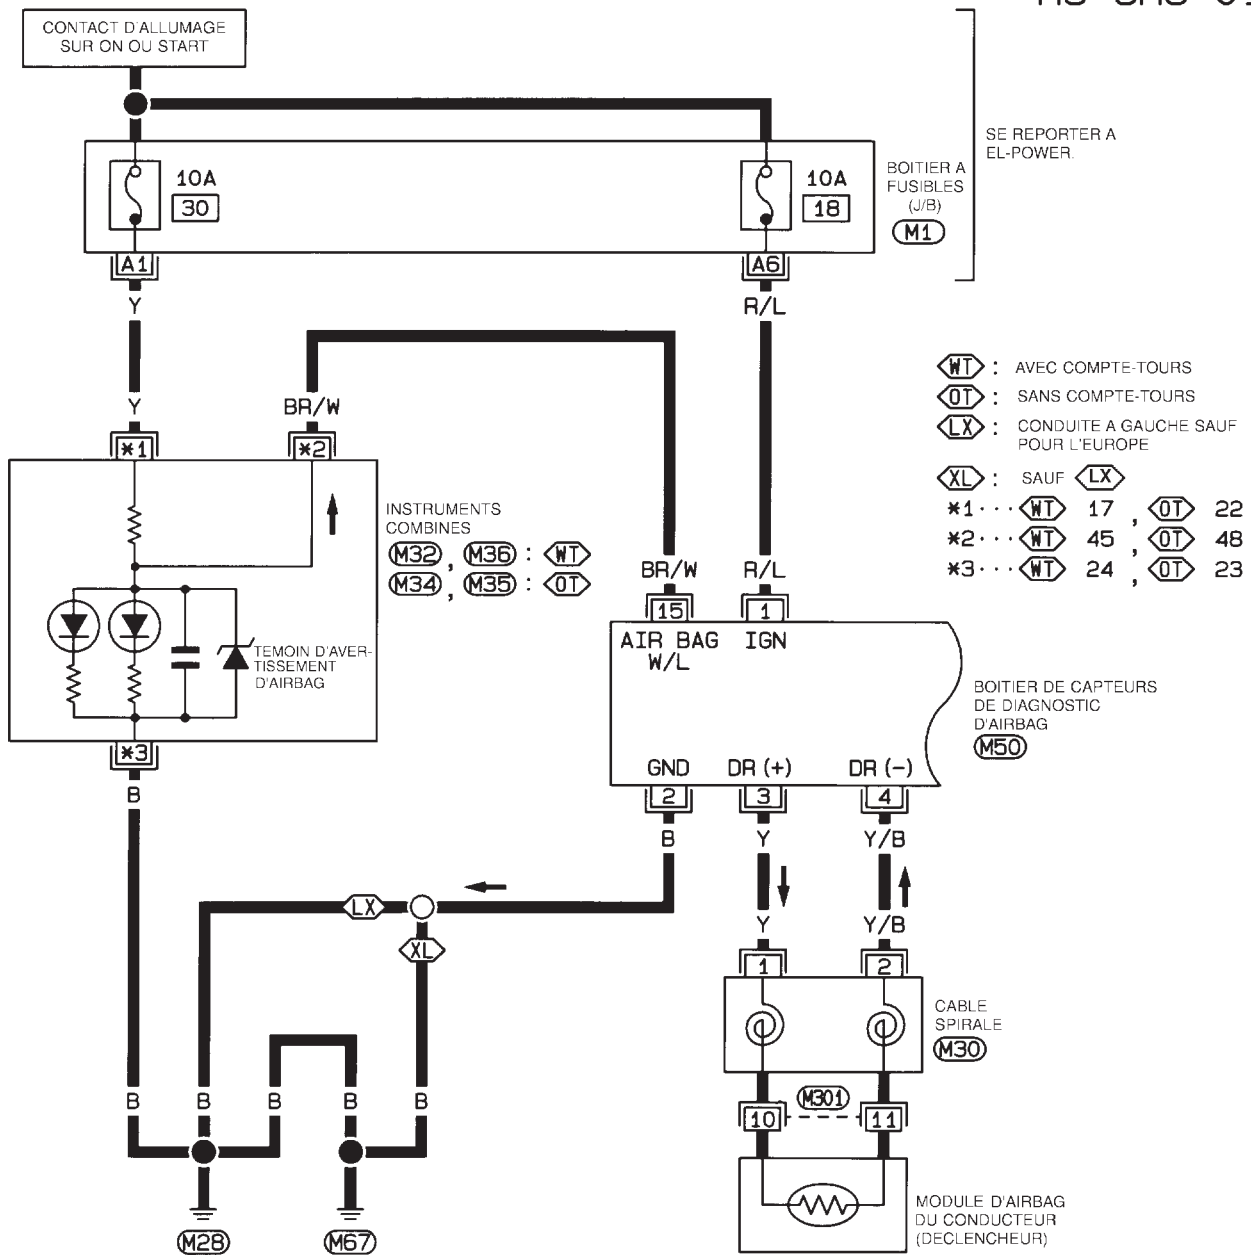 CONTACT D'ALLUMAGE
SUR ON OU START
SE REPORTER A
EL-POWER.
10A
30
10A
18
BOITIER A
FUSIBLES
(J/B)
M1
A1
A6
Y
R/L
Y
BR/W
*1
*2
WT : AVEC COMPTE-TOURS
OT : SANS COMPTE-TOURS
LX : CONDUITE A GAUCHE SAUF
POUR L'EUROPE
XL : SAUF LX
*1··· WT 17 , OT 22
*2··· WT 45 , OT 48
*3··· WT 24 , OT 23
INSTRUMENTS
COMBINES
M32 , M36 : WT
M34 , M35 : OT
BR/W
R/L
15
1
AIR BAG
W/L
IGN
TEMOIN D'AVER-
TISSEMENT
D'AIRBAG
BOITIER DE CAPTEURS
DE DIAGNOSTIC
D'AIRBAG
M50
*3
GND
DR (+)
DR (-)
2
3
4
B
B
Y
Y/B
LX
XL
Y
Y/B
1
2
CABLE
SPIRALE
M30
B
B
B
B
B
M301
10
11
MODULE D'AIRBAG
DU CONDUCTEUR
(DECLENCHEUR)
M28
M67